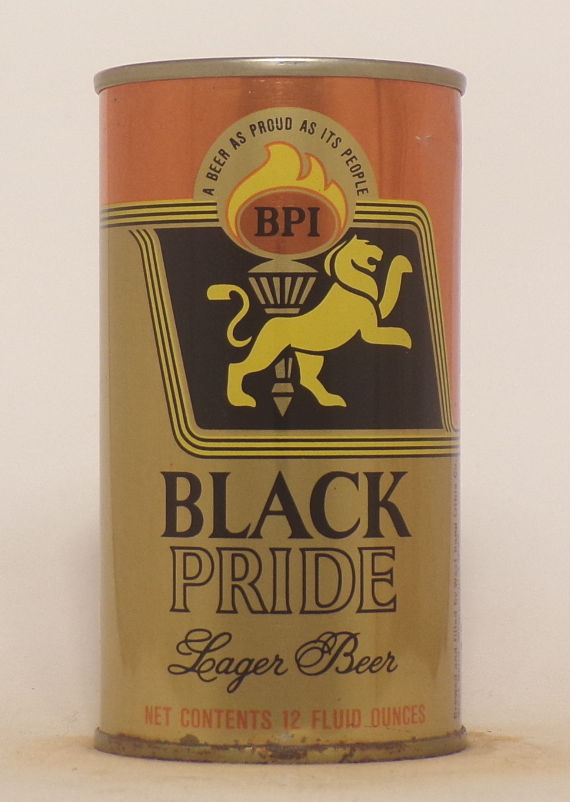 A BEER AS PROUD AS ITS PEOPLE
BPI
BLACK
PRIDE
Lager Beer
NET CONTENTS 12 FLUID OUNCES